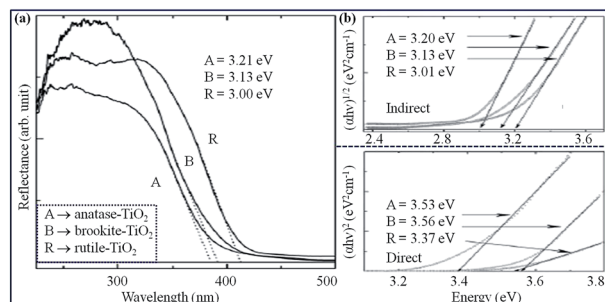 (a)
A = 3.21 eV
B = 3.13 eV
R = 3.00 eV
R
B
A
A → anatase-TiO2
B → brookite-TiO2
R → rutile-TiO2
Reflectance (arb. unit)
250 300 350 400 450 500
Wavelength (nm)
(b)
A = 3.20 eV
B = 3.13 eV
R = 3.01 eV
Indirect
(αhν)^1/2 (eV²cm⁻¹)
2.4 2.8 3.2 3.6
A = 3.53 eV
B = 3.56 eV
R = 3.37 eV
Direct
(αhν)² (eV²cm⁻¹)
3.2 3.4 3.6 3.8
Energy (eV)